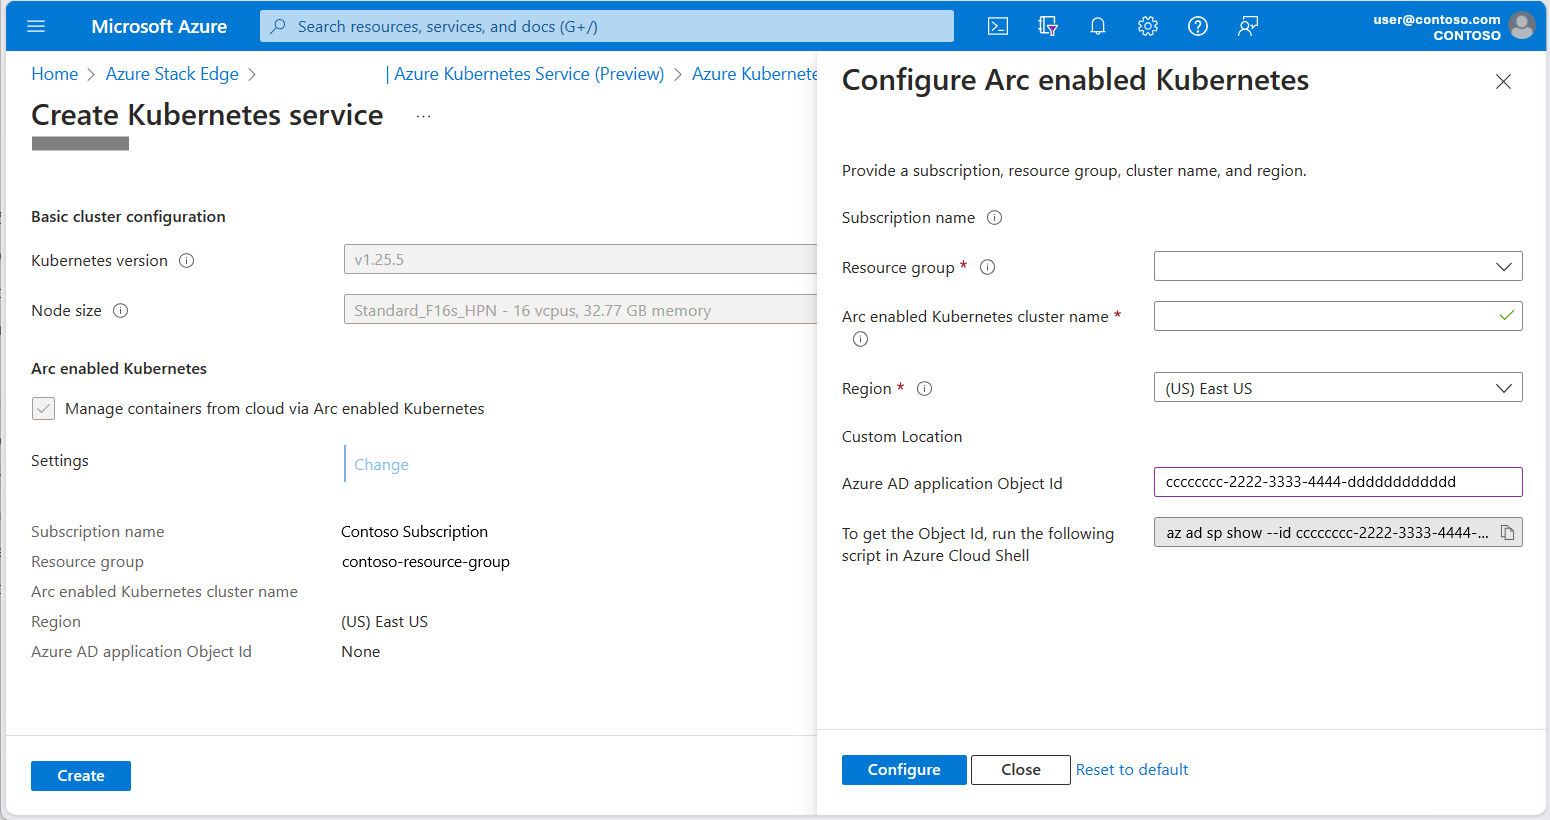 Microsoft Azure
Search resources, services, and docs (G+/)
user@contoso.com
CONTOSO
Home > Azure Stack Edge > | Azure Kubernetes Service (Preview) > Azure Kubernete
Create Kubernetes service ...
Basic cluster configuration
Kubernetes version
v1.25.5
Node size
Standard_F16s_HPN - 16 vcpus, 32.77 GB memory
Arc enabled Kubernetes
Manage containers from cloud via Arc enabled Kubernetes
Settings
Change
Subscription name
Contoso Subscription
Resource group
contoso-resource-group
Arc enabled Kubernetes cluster name
Region
(US) East US
Azure AD application Object Id
None
Create
Configure Arc enabled Kubernetes
Provide a subscription, resource group, cluster name, and region.
Subscription name
Resource group *
Arc enabled Kubernetes cluster name *
Region *
(US) East US
Custom Location
Azure AD application Object Id
cccccccc-2222-3333-4444-dddddddddddd
To get the Object Id, run the following
script in Azure Cloud Shell
az ad sp show --id cccccccc-2222-3333-4444-...
Configure
Close
Reset to default